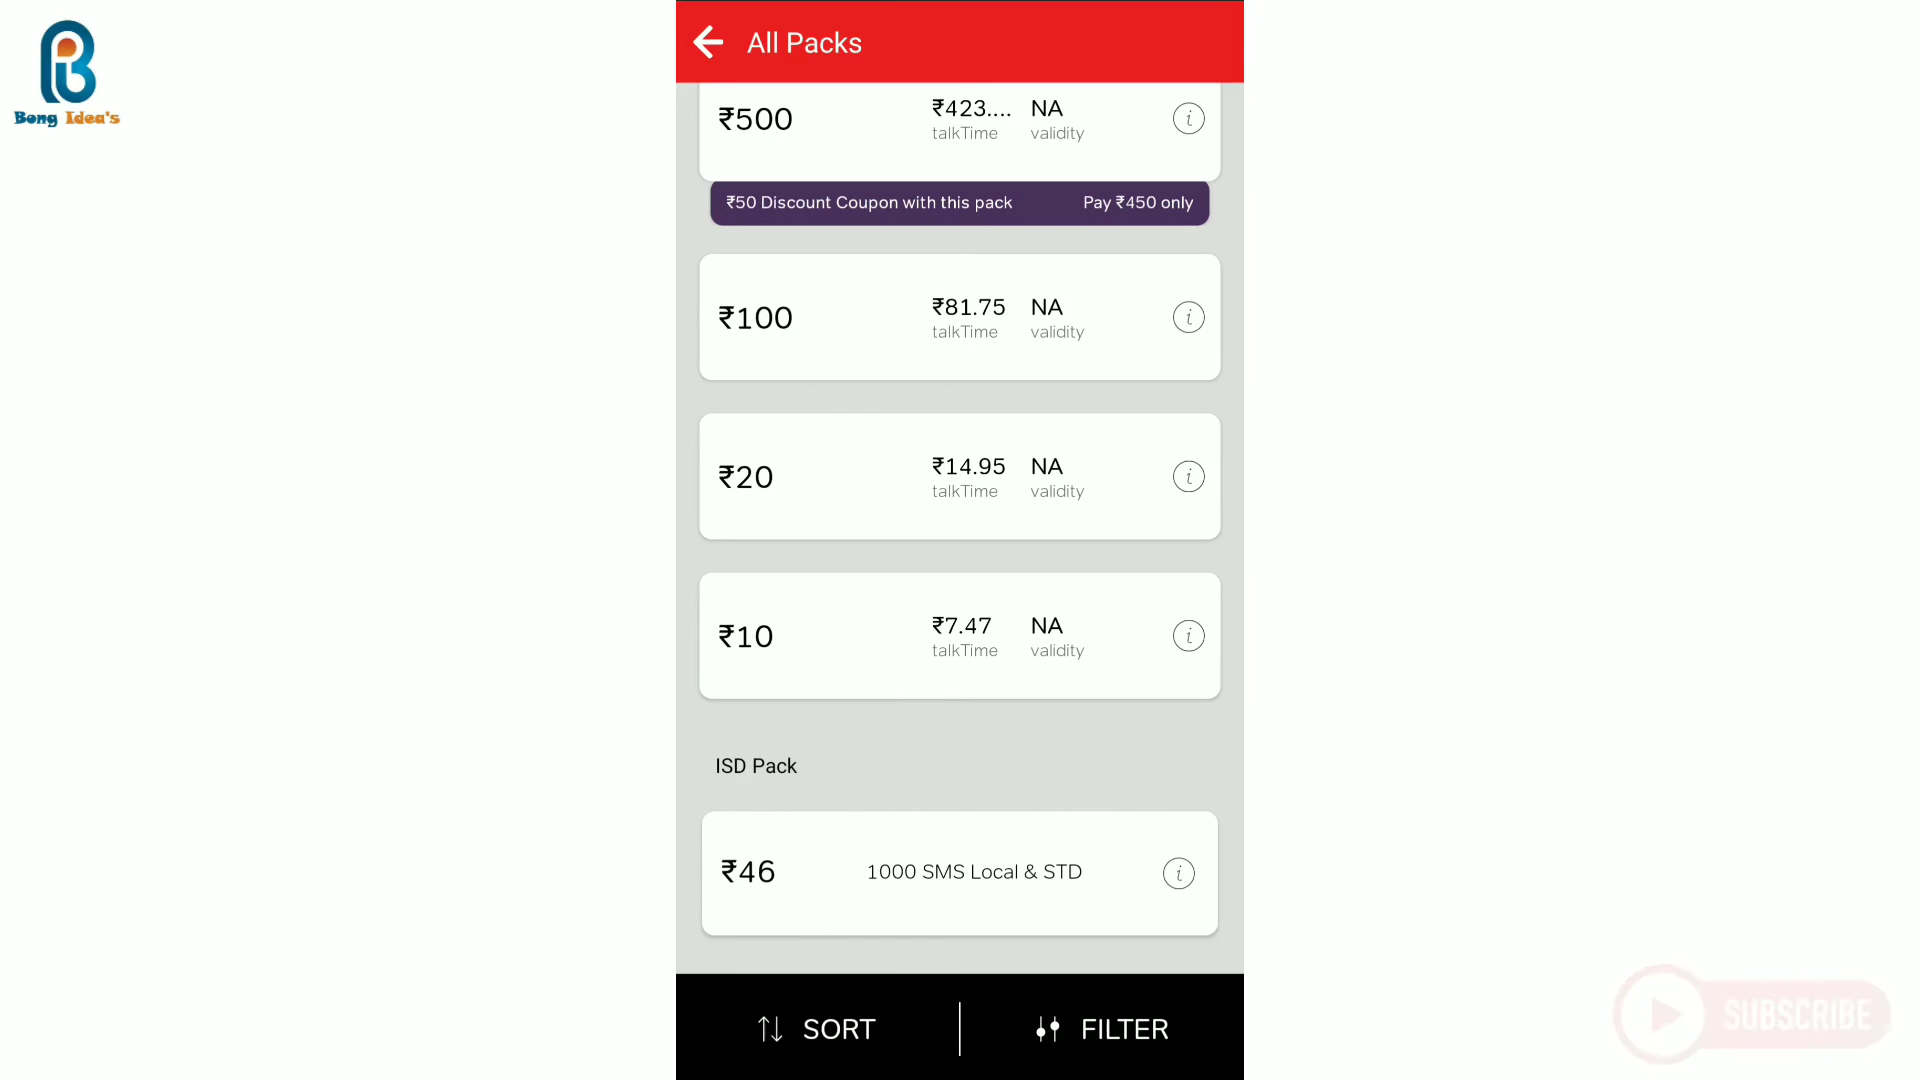 Bong Idea's
All Packs
₹500
₹423....
talkTime
NA
validity
₹50 Discount Coupon with this pack
Pay ₹450 only
₹100
₹81.75
talkTime
NA
validity
₹20
₹14.95
talkTime
NA
validity
₹10
₹7.47
talkTime
NA
validity
ISD Pack
₹46
1000 SMS Local & STD
SORT
FILTER
SUBSCRIBE